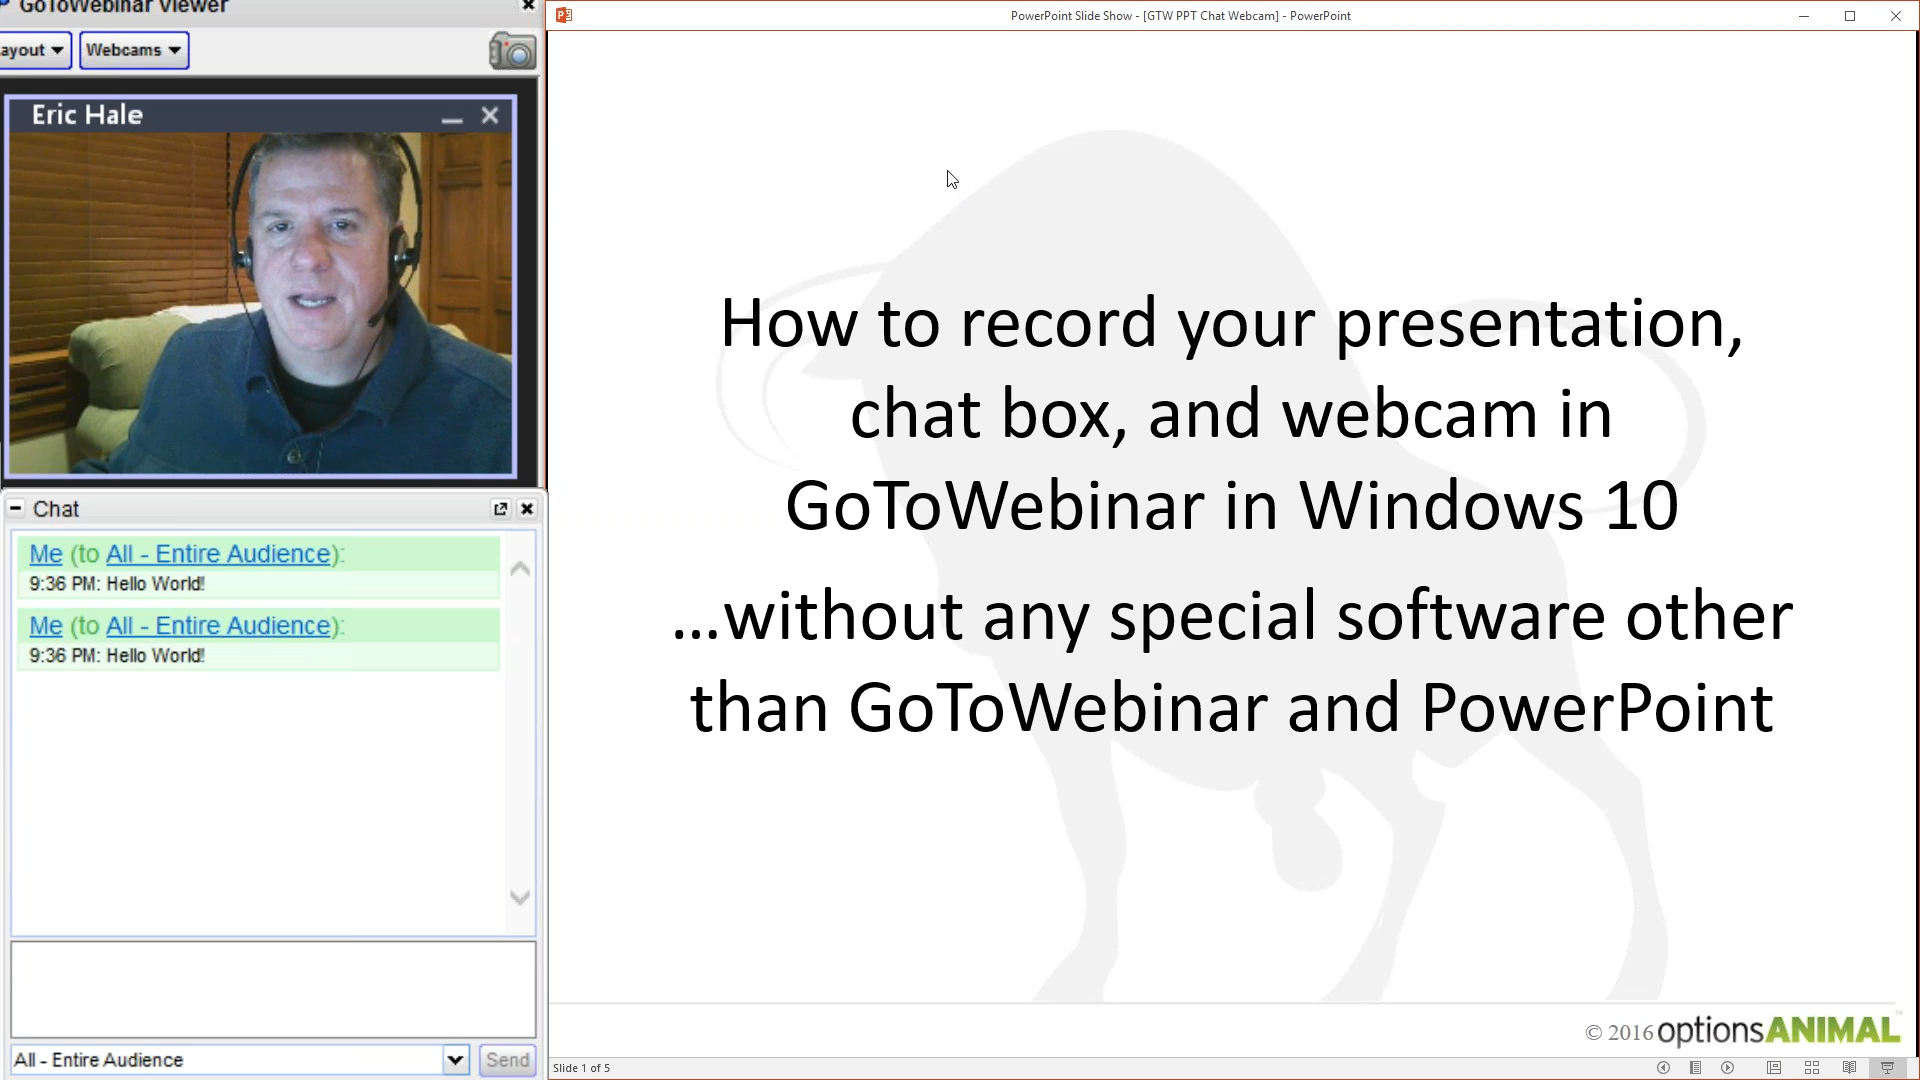 GoToWebinar Viewer
ayout
Webcams
Eric Hale
Chat
Me (to All - Entire Audience):
9:36 PM: Hello World!
Me (to All - Entire Audience):
9:36 PM: Hello World!
All - Entire Audience
Send
PowerPoint Slide Show - [GTW PPT Chat Webcam] - PowerPoint
How to record your presentation,
chat box, and webcam in
GoToWebinar in Windows 10
...without any special software other
than GoToWebinar and PowerPoint
© 2016 optionsANIMAL™
Slide 1 of 5